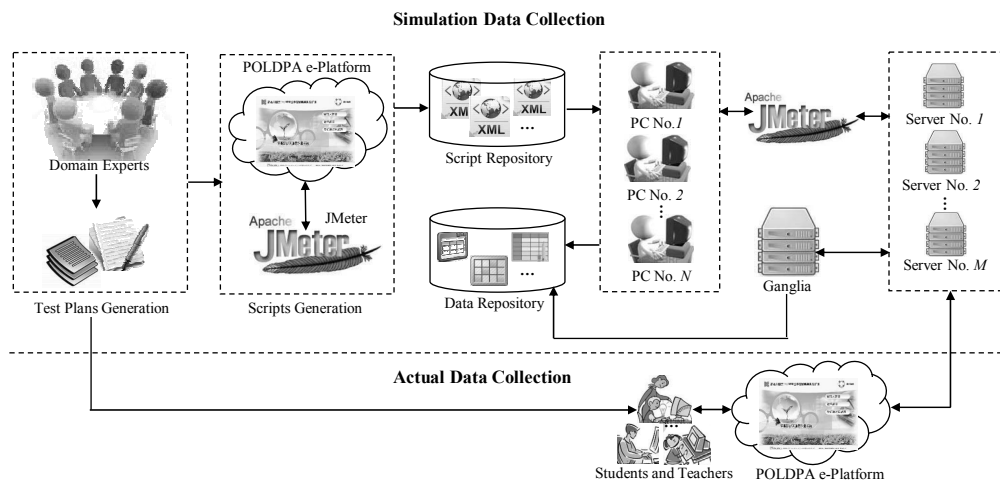 Simulation Data Collection
POLDPA e-Platform
Domain Experts
Test Plans Generation
JMeter
Apache
JMeter
Scripts Generation
XM
XML
XML
...
Script Repository
...
Data Repository
PC No.1
PC No. 2
PC No. N
Apache
JMeter
Ganglia
Server No. 1
Server No. 2
Server No. M
Actual Data Collection
...
Students and Teachers
POLDPA e-Platform